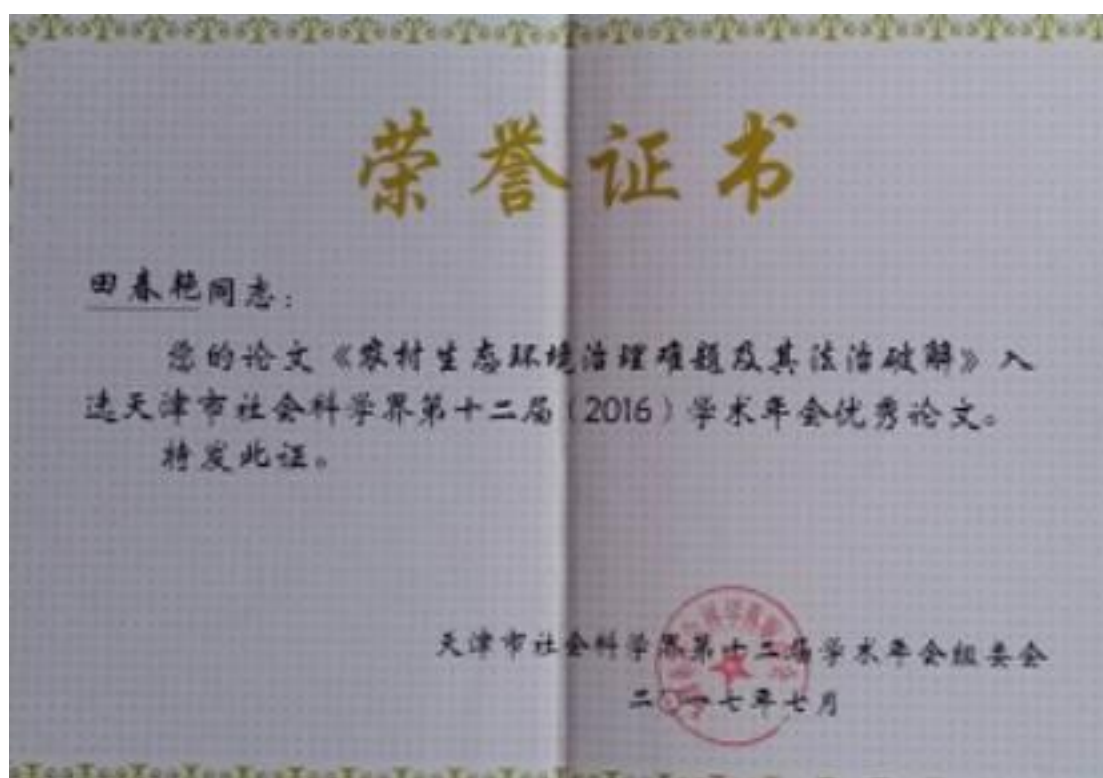 荣誉证书
田春艳同志:
您的论文《农村生态环境治理难题及其法治破解》入
选天津市社会科学界第十二届(2016)学术年会优秀论文。
特发此证。
天津市社会科学界第十二届学术年会组委会
二〇一七年七月